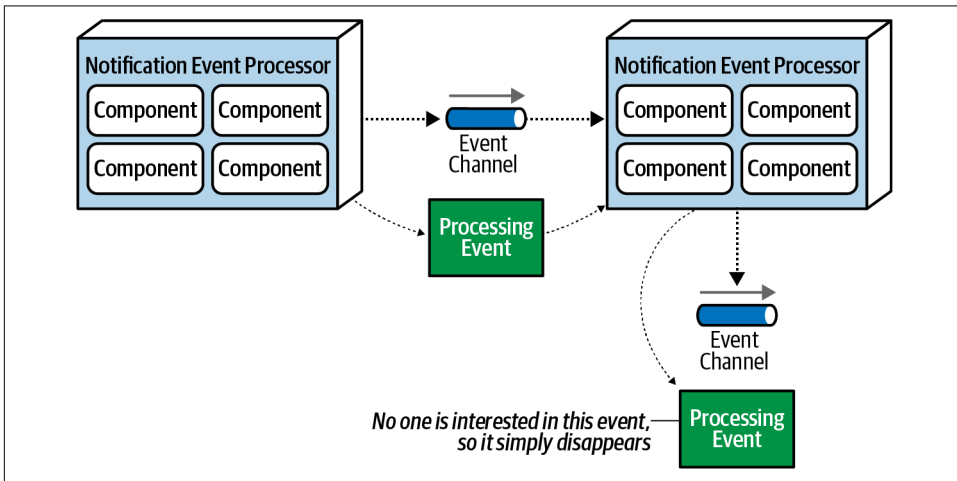 Notification Event Processor
Component Component
Component Component
Event
Channel
Processing
Event
Notification Event Processor
Component Component
Component Component
Event
Channel
No one is interested in this event,
so it simply disappears
Processing
Event